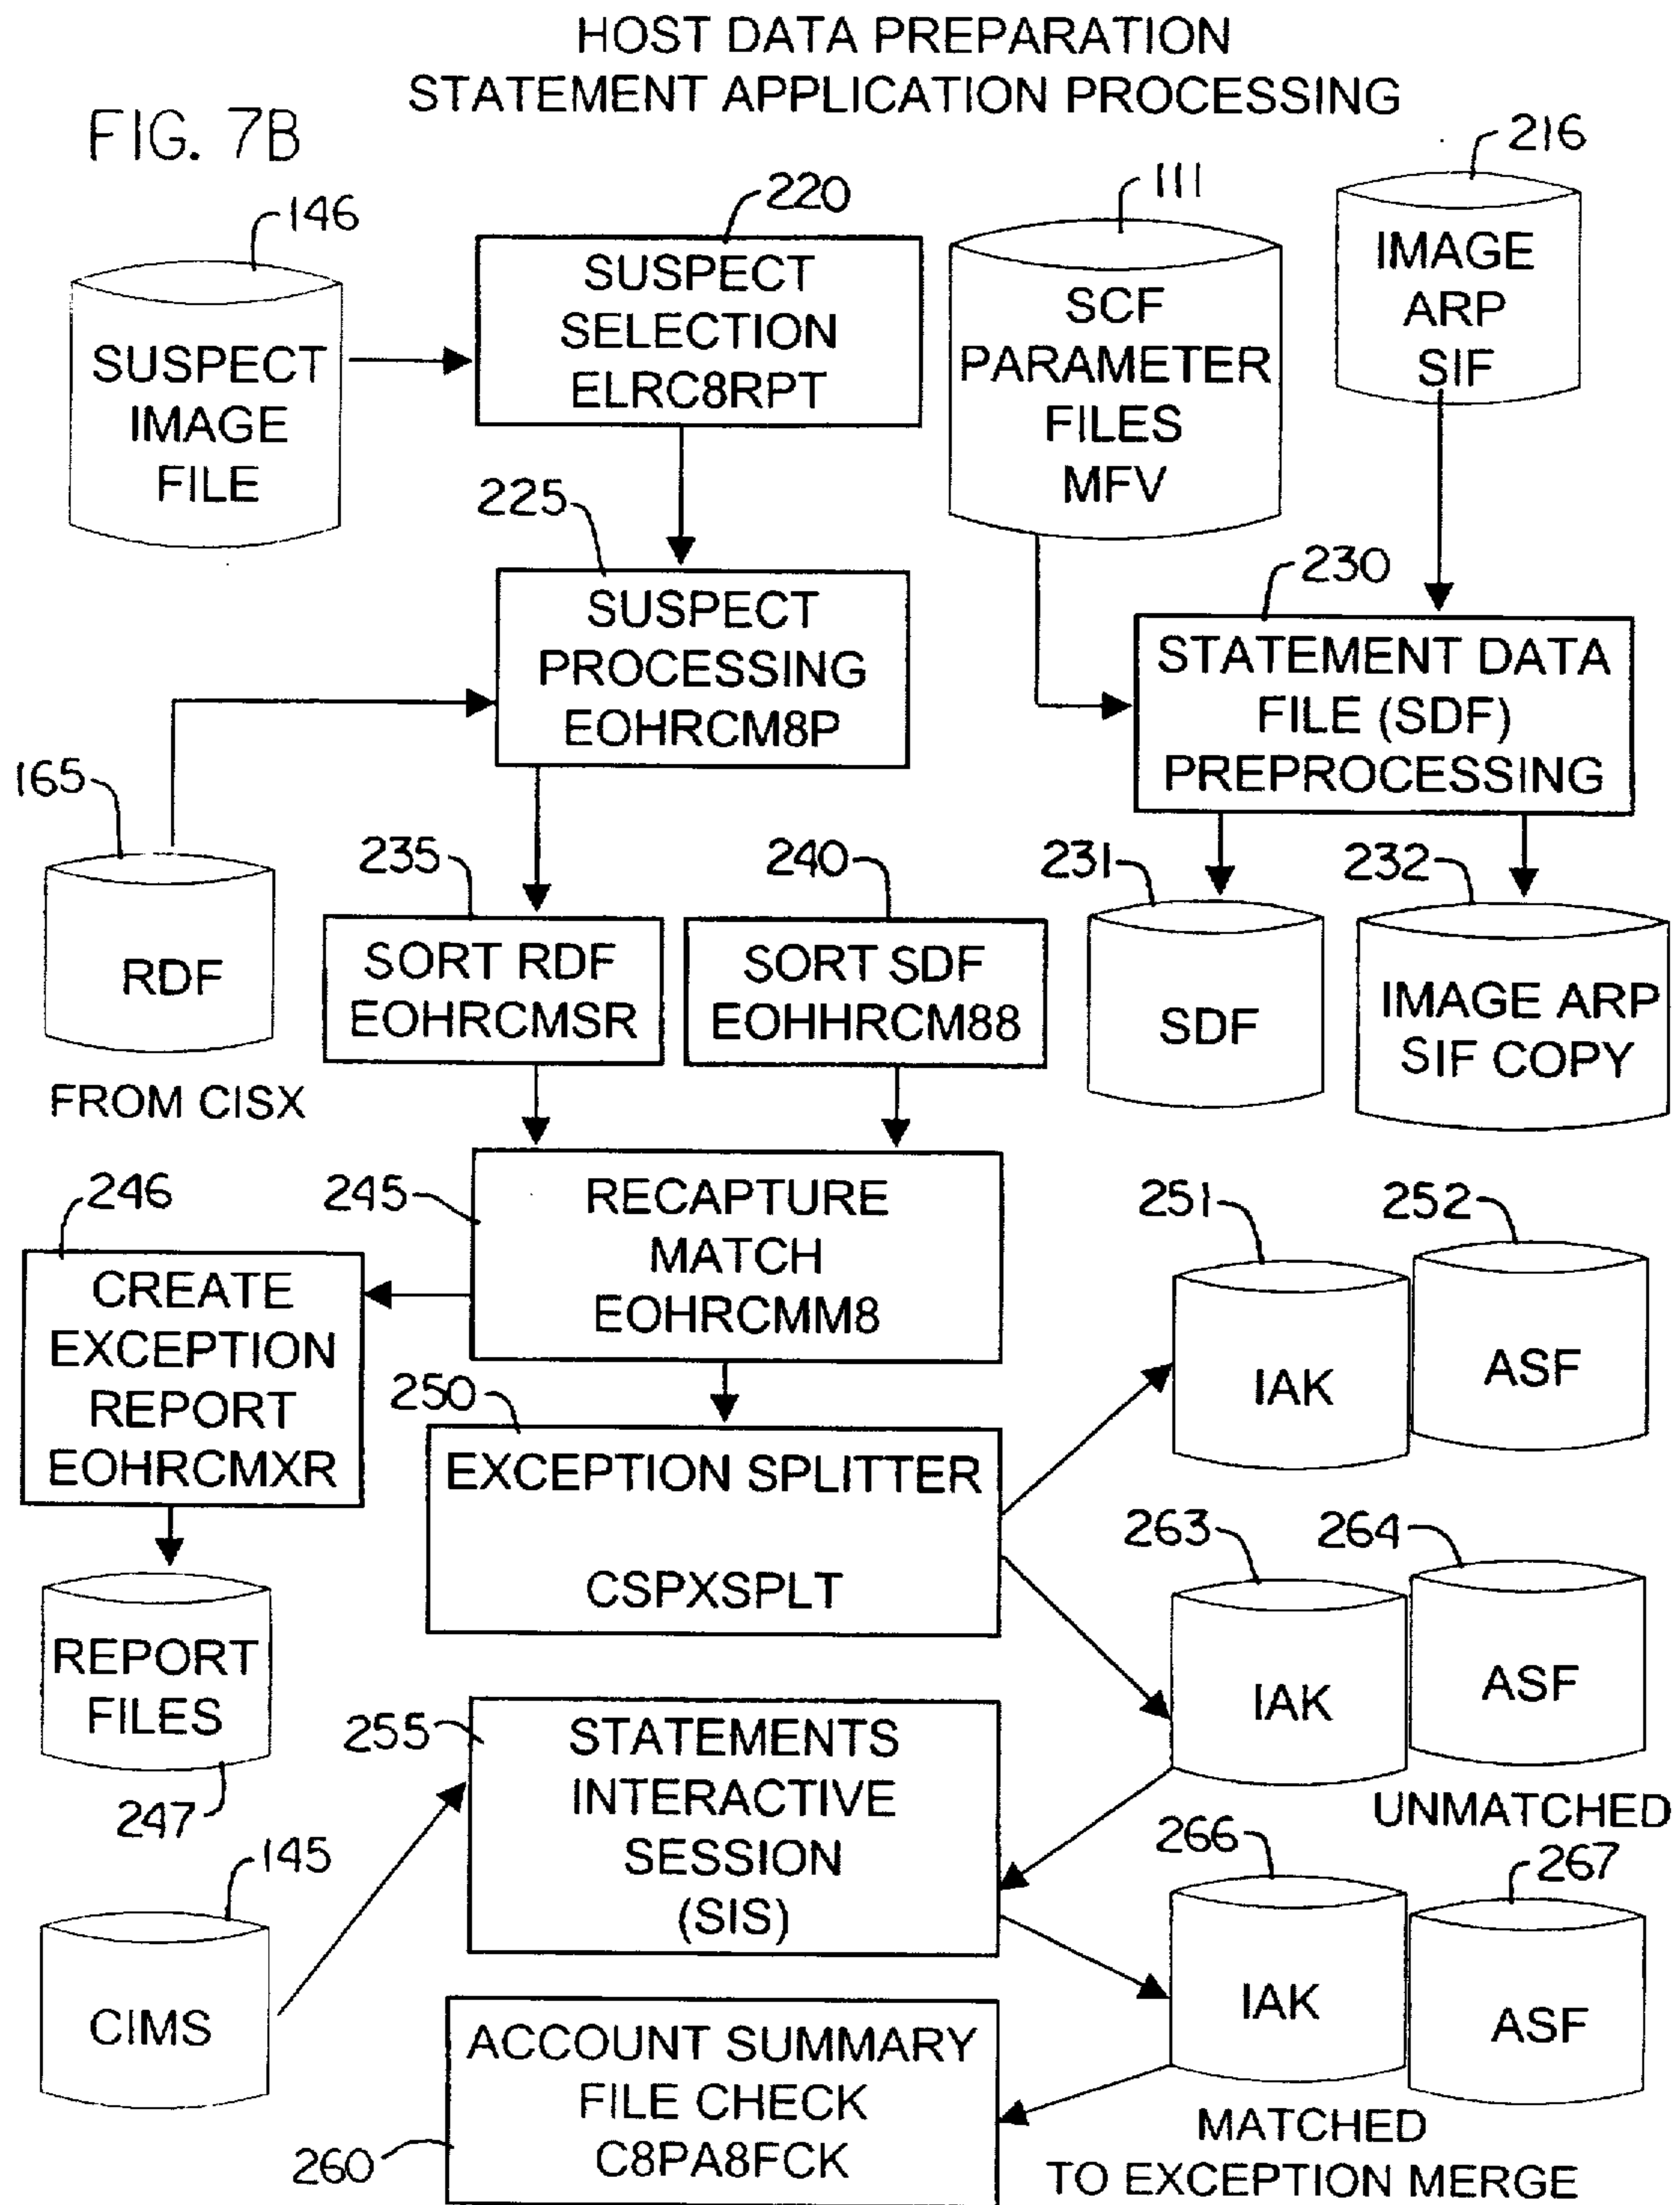 HOST DATA PREPARATION
STATEMENT APPLICATION PROCESSING
FIG. 7B
146
SUSPECT
IMAGE
FILE
220
SUSPECT
SELECTION
ELRC8RPT
111
SCF
PARAMETER
FILES
MFV
216
IMAGE
ARP
SIF
225
SUSPECT
PROCESSING
EOHRCM8P
230
STATEMENT DATA
FILE (SDF)
PREPROCESSING
165
RDF
FROM CISX
235
SORT RDF
EOHRCMSR
240
SORT SDF
EOHHRCM88
231
SDF
232
IMAGE ARP
SIF COPY
245
RECAPTURE
MATCH
EOHRCMM8
246
CREATE
EXCEPTION
REPORT
EOHRCMXR
250
EXCEPTION SPLITTER
CSPXSPLT
251
IAK
252
ASF
REPORT
FILES
247
263
IAK
264
ASF
UNMATCHED
255
STATEMENTS
INTERACTIVE
SESSION
(SIS)
145
CIMS
266
IAK
267
ASF
MATCHED
TO EXCEPTION MERGE
ACCOUNT SUMMARY
FILE CHECK
C8PA8FCK
260